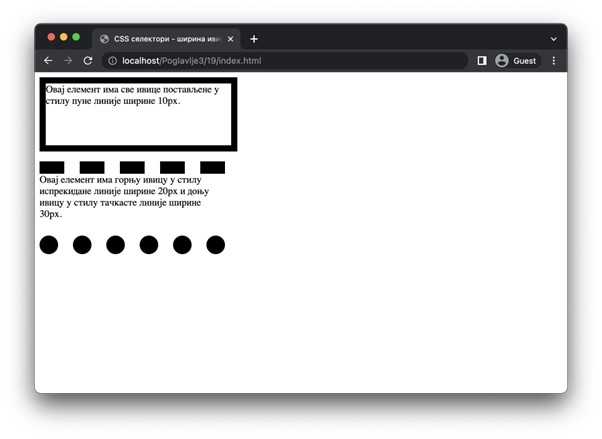 CSS селектори - ширина
localhost/Poglavlje3/19/index.html
Guest
Овај елемент има све ивице постављене у
стилу пуне линије ширине 10px.
Овај елемент има горњу ивицу у стилу
испрекидане линије ширине 20px и доњу
ивицу у стилу тачкасте линије ширине
30px.